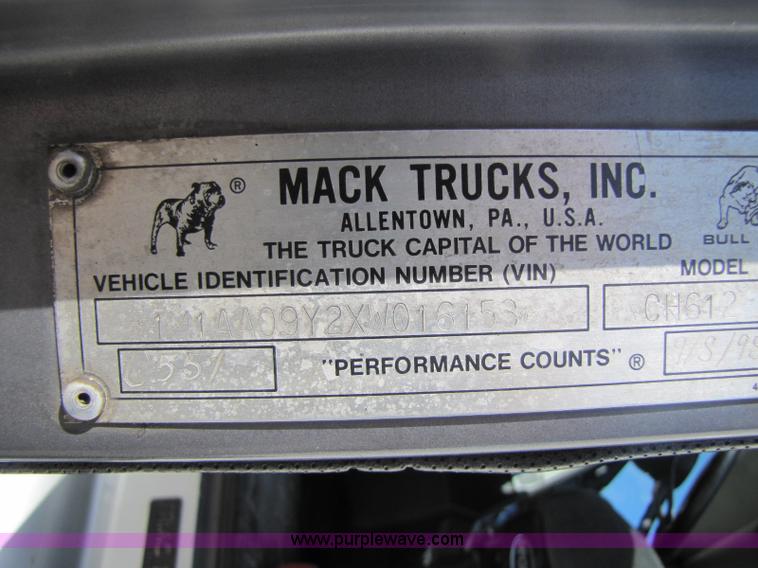 ® MACK TRUCKS, INC.
ALLENTOWN, PA., U.S.A.
THE TRUCK CAPITAL OF THE WORLD
BULL
VEHICLE IDENTIFICATION NUMBER (VIN)
MODEL
1M1AA09Y2XW016153
CH612
"PERFORMANCE COUNTS" ®
www.purplewave.com